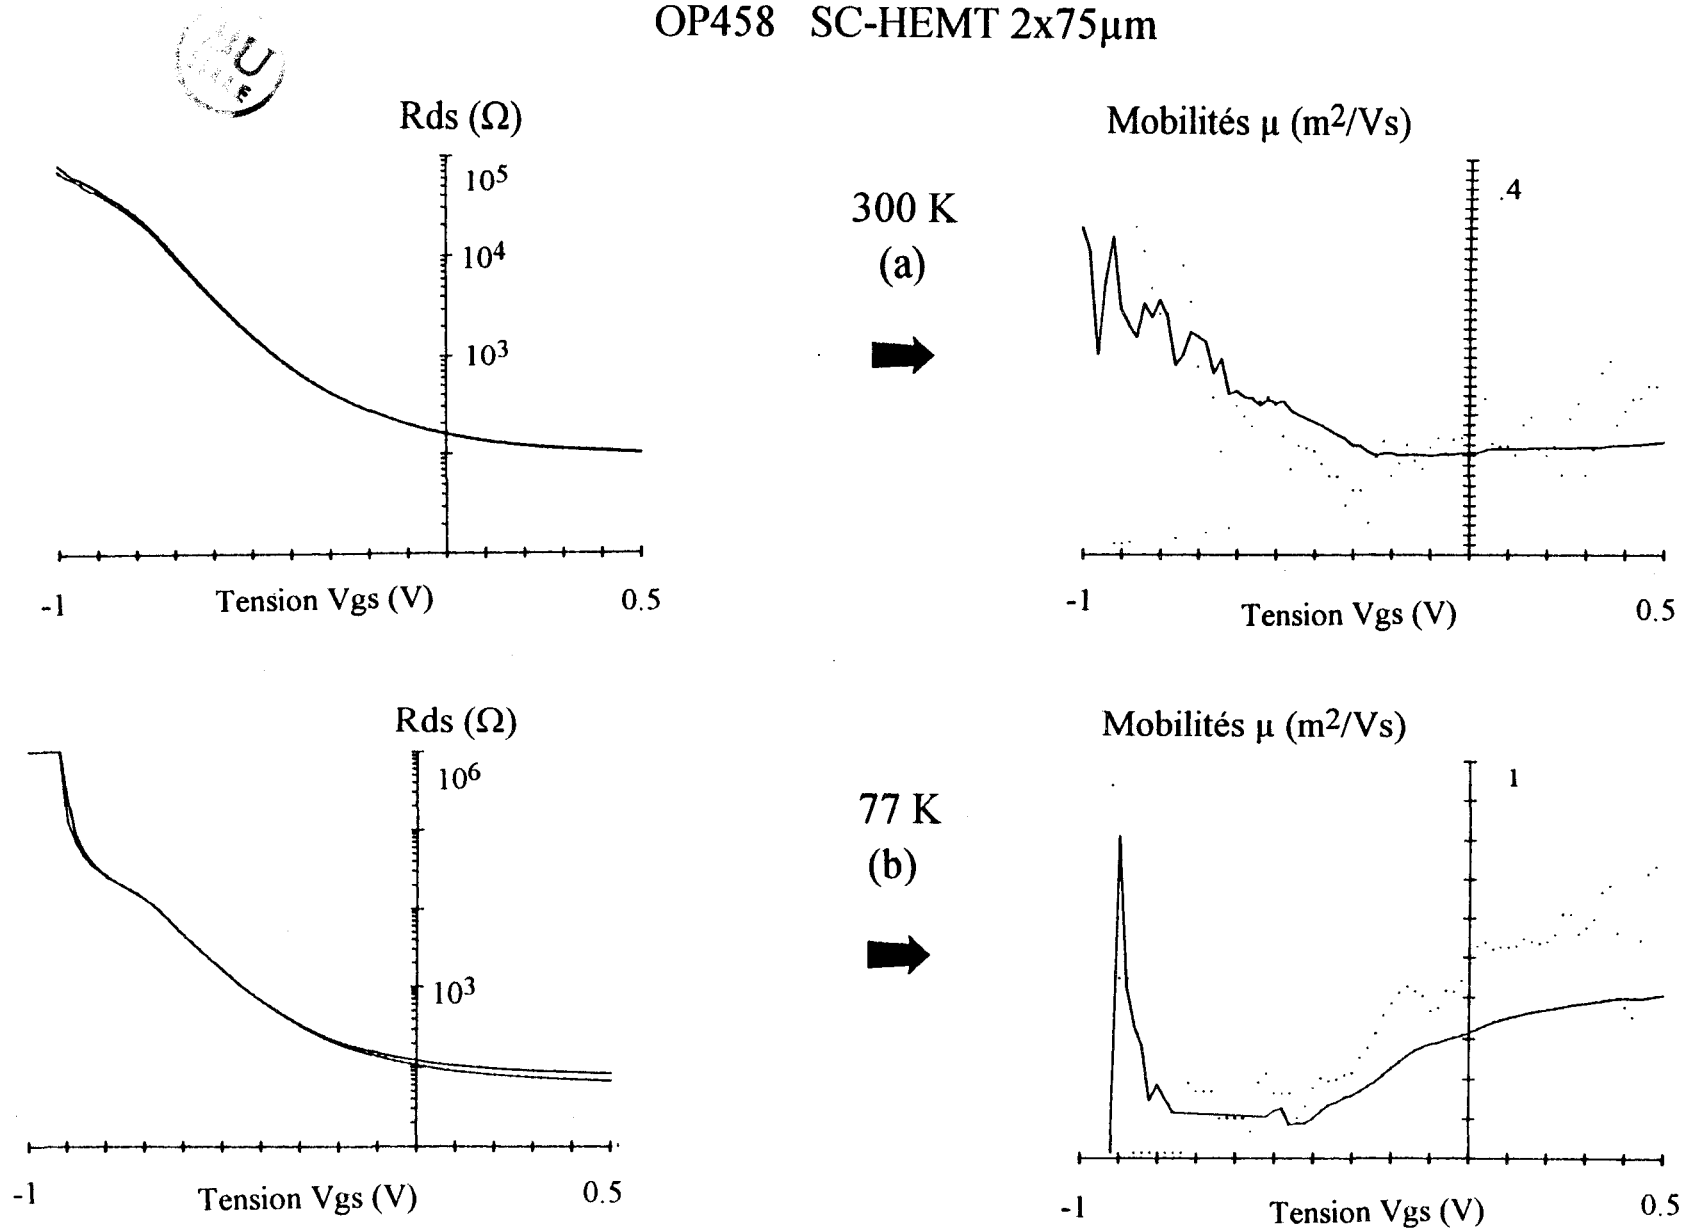 OP458 SC-HEMT 2x75µm
Rds (Ω)
10⁵
10⁴
10³
-1
Tension Vgs (V)
0.5
300 K
(a)
Mobilités µ (m²/Vs)
.4
-1
Tension Vgs (V)
0.5
Rds (Ω)
10⁶
10³
-1
Tension Vgs (V)
0.5
77 K
(b)
Mobilités µ (m²/Vs)
1
-1
Tension Vgs (V)
0.5